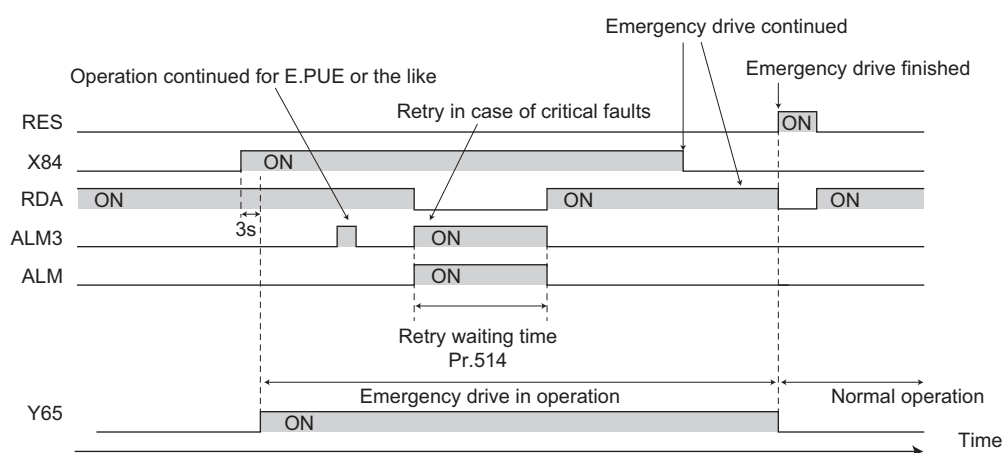 Emergency drive continued
Emergency drive finished
Operation continued for E.PUE or the like
Retry in case of critical faults
RES
ON
X84
ON
RDA
ON
ON
ON
3s
ALM3
ON
ALM
ON
Retry waiting time
Pr.514
Emergency drive in operation
Normal operation
Y65
ON
Time